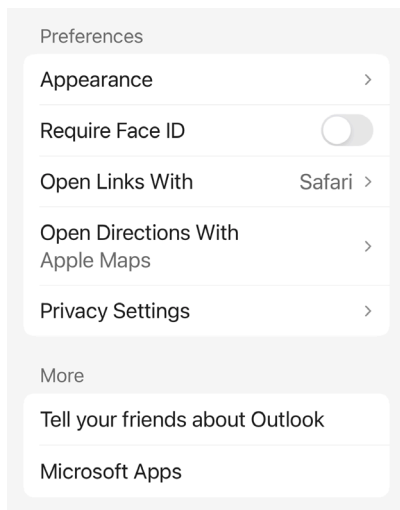 Preferences
Appearance
Require Face ID
Open Links With Safari
Open Directions With
Apple Maps
Privacy Settings
More
Tell your friends about Outlook
Microsoft Apps